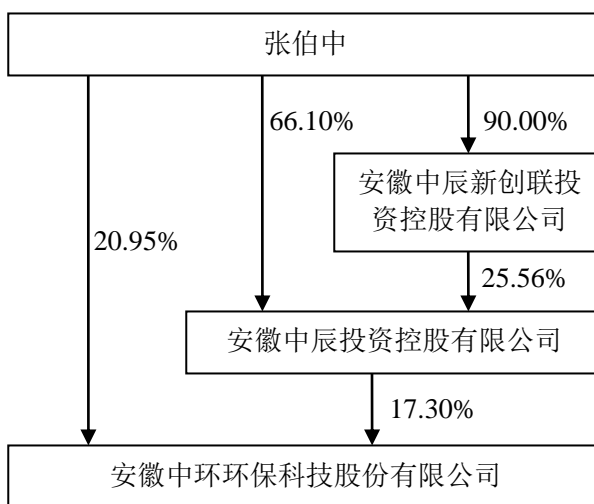 张伯中
66.10%
90.00%
安徽中辰新创联投
资控股有限公司
20.95%
25.56%
安徽中辰投资控股有限公司
17.30%
安徽中环环保科技股份有限公司